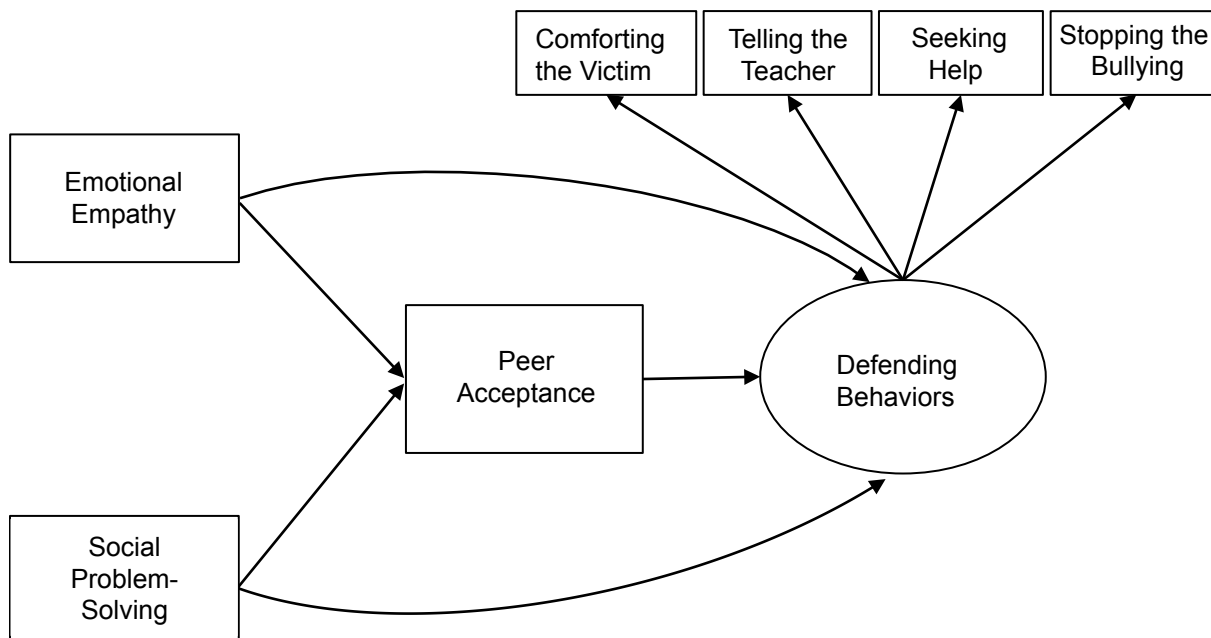 Comforting
the Victim
Telling the
Teacher
Seeking
Help
Stopping the
Bullying
Emotional
Empathy
Peer
Acceptance
Defending
Behaviors
Social
Problem-
Solving